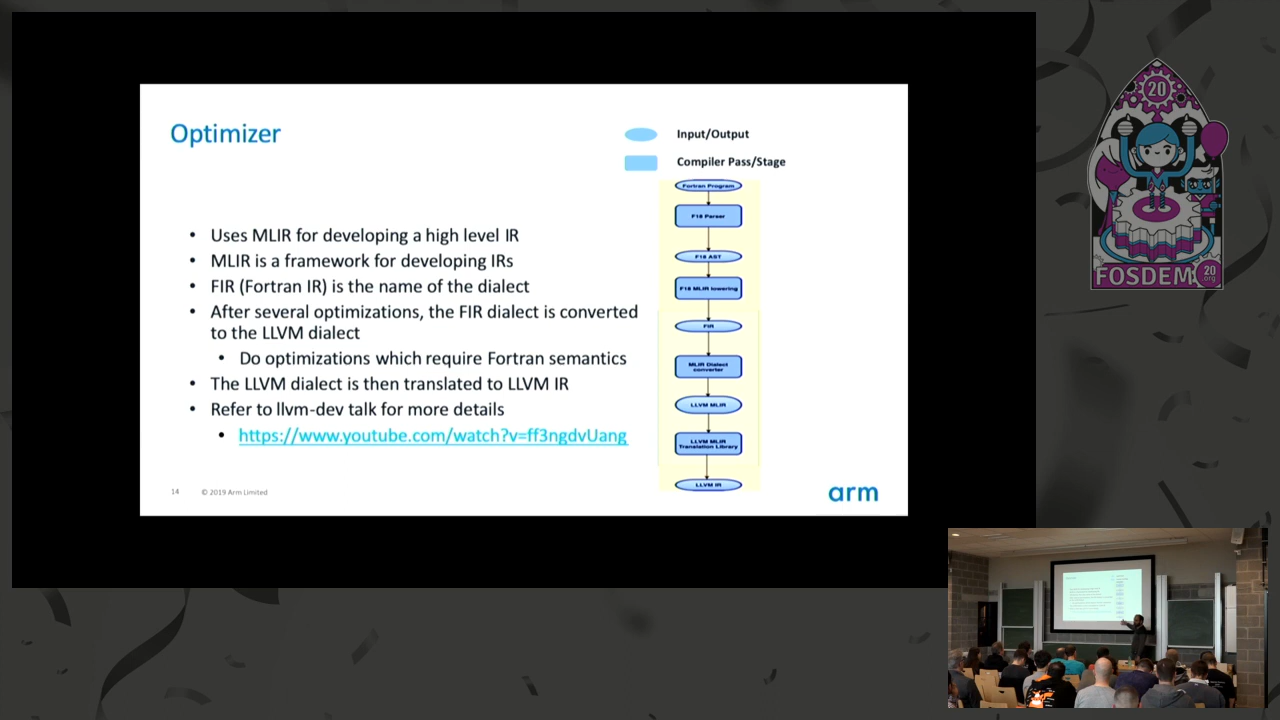 Optimizer
Input/Output
Compiler Pass/Stage
• Uses MLIR for developing a high level IR
• MLIR is a framework for developing IRs
• FIR (Fortran IR) is the name of the dialect
• After several optimizations, the FIR dialect is converted
to the LLVM dialect
• Do optimizations which require Fortran semantics
• The LLVM dialect is then translated to LLVM IR
• Refer to llvm-dev talk for more details
• https://www.youtube.com/watch?v=ff3ngdvUang
Fortran Program
F18 Parser
F18 AST
F18 MLIR lowering
FIR
MLIR Dialect
converter
LLVM MLIR
LLVM MLIR
Translation Library
LLVM IR
14
© 2019 Arm Limited
arm
20
FOSDEM
20
.org